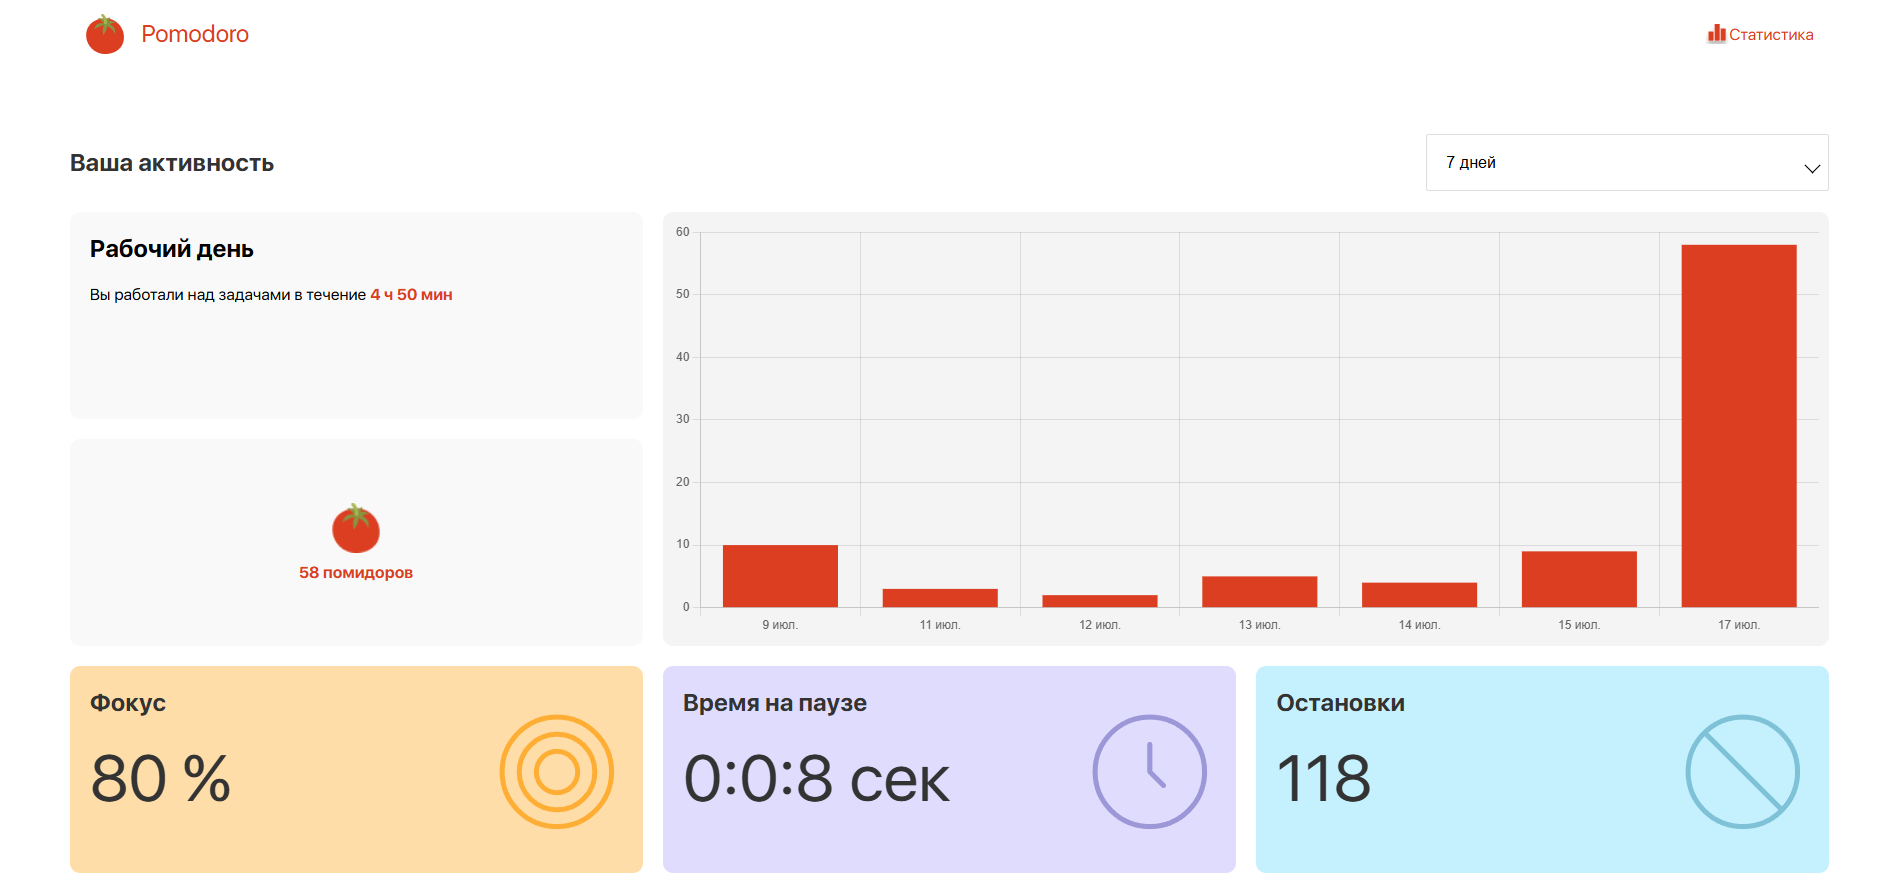 Pomodoro
Статистика
Ваша активность
7 дней
Рабочий день
Вы работали над задачами в течение 4 ч 50 мин
58 помидоров
60
50
40
30
20
10
0
9 июл.
11 июл.
12 июл.
13 июл.
14 июл.
15 июл.
17 июл.
Фокус
80 %
Время на паузе
0:0:8 сек
Остановки
118